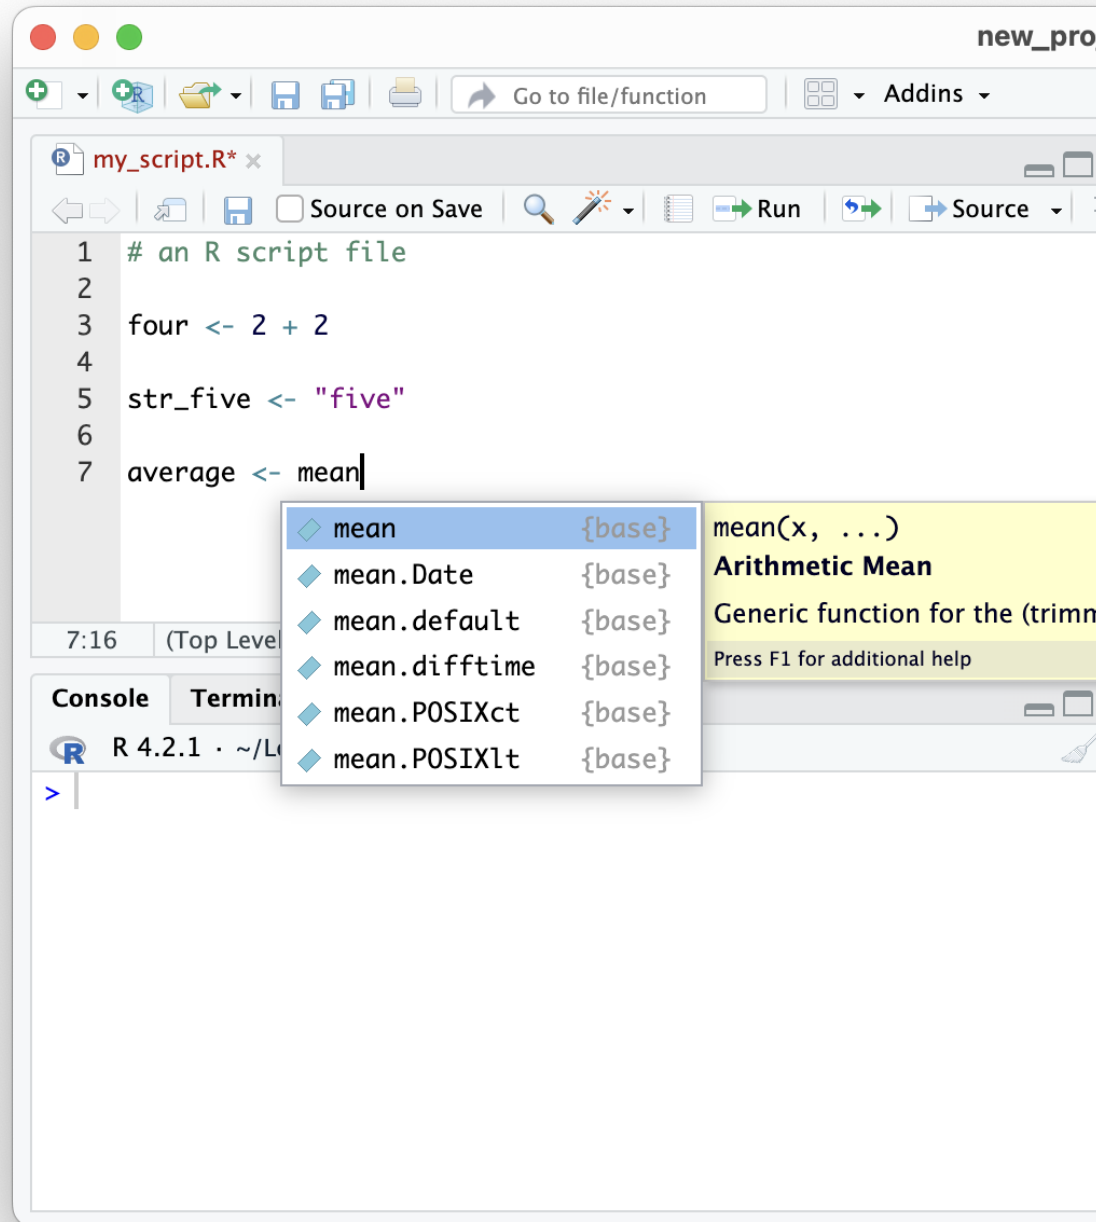 new_pro
Go to file/function
Addins
my_script.R*
Source on Save
Run
Source
1 # an R script file
2
3 four <- 2 + 2
4
5 str_five <- "five"
6
7 average <- mean
mean {base}
mean.Date {base}
mean.default {base}
mean.difftime {base}
mean.POSIXct {base}
mean.POSIXlt {base}
mean(x, ...)
Arithmetic Mean
Generic function for the (trimm
Press F1 for additional help
7:16 (Top Level
Console Termina
R 4.2.1 · ~/Le
>